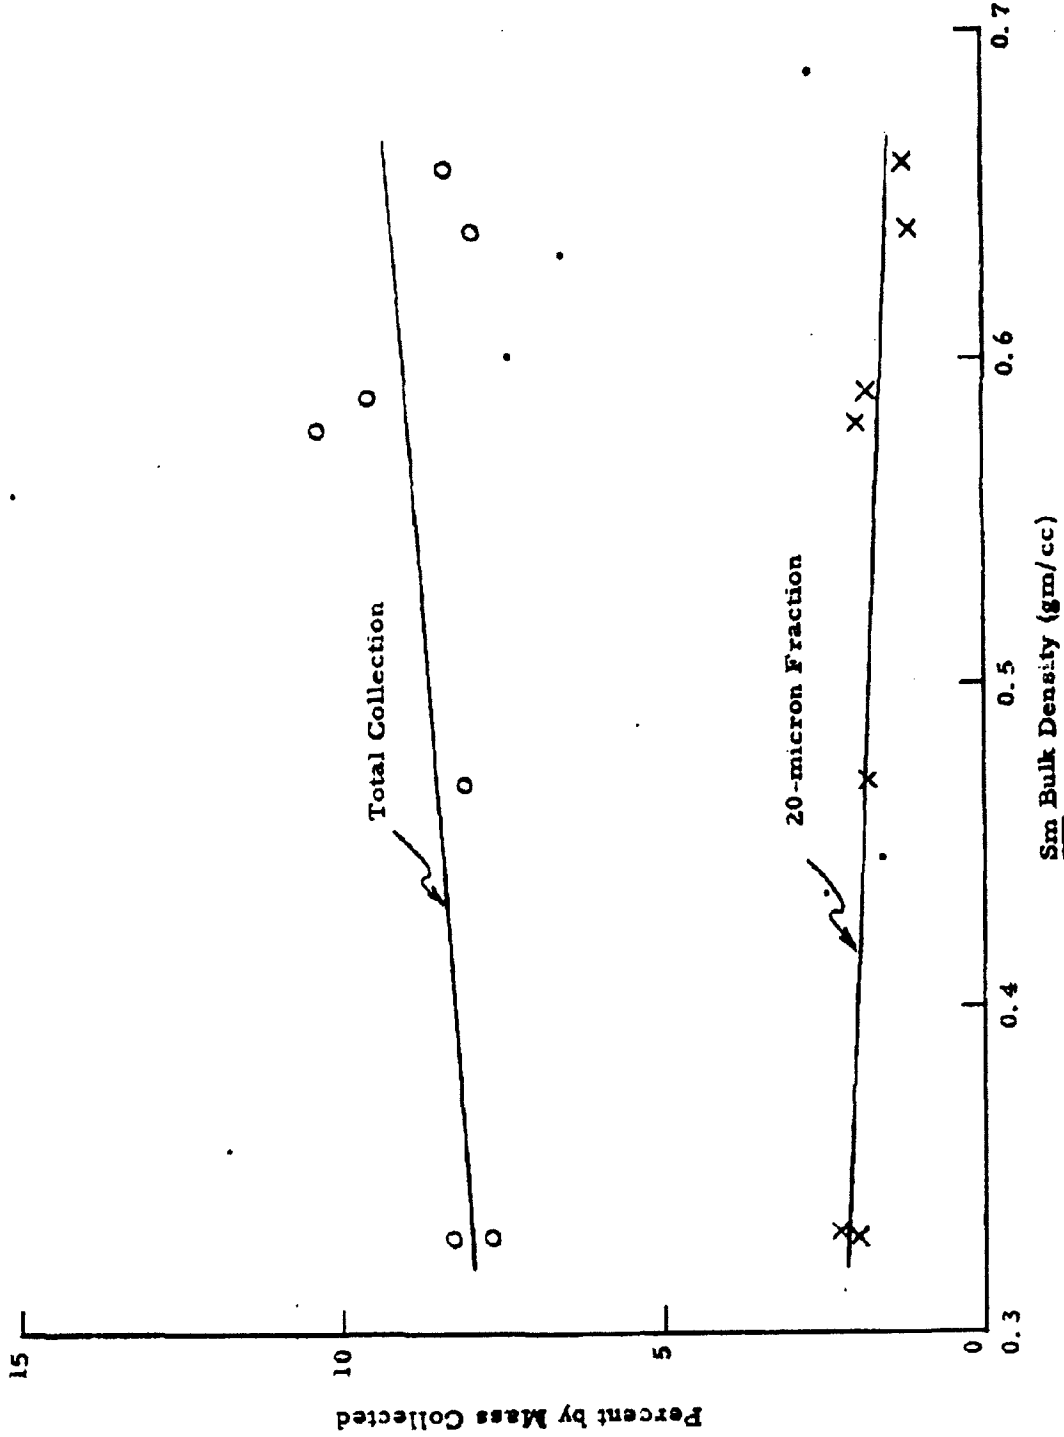 Percent by Mass Collected
15
10
5
0
Total Collection
20-micron Fraction
0.3
0.4
0.5
0.6
0.7
Sm Bulk Density (gm/cc)